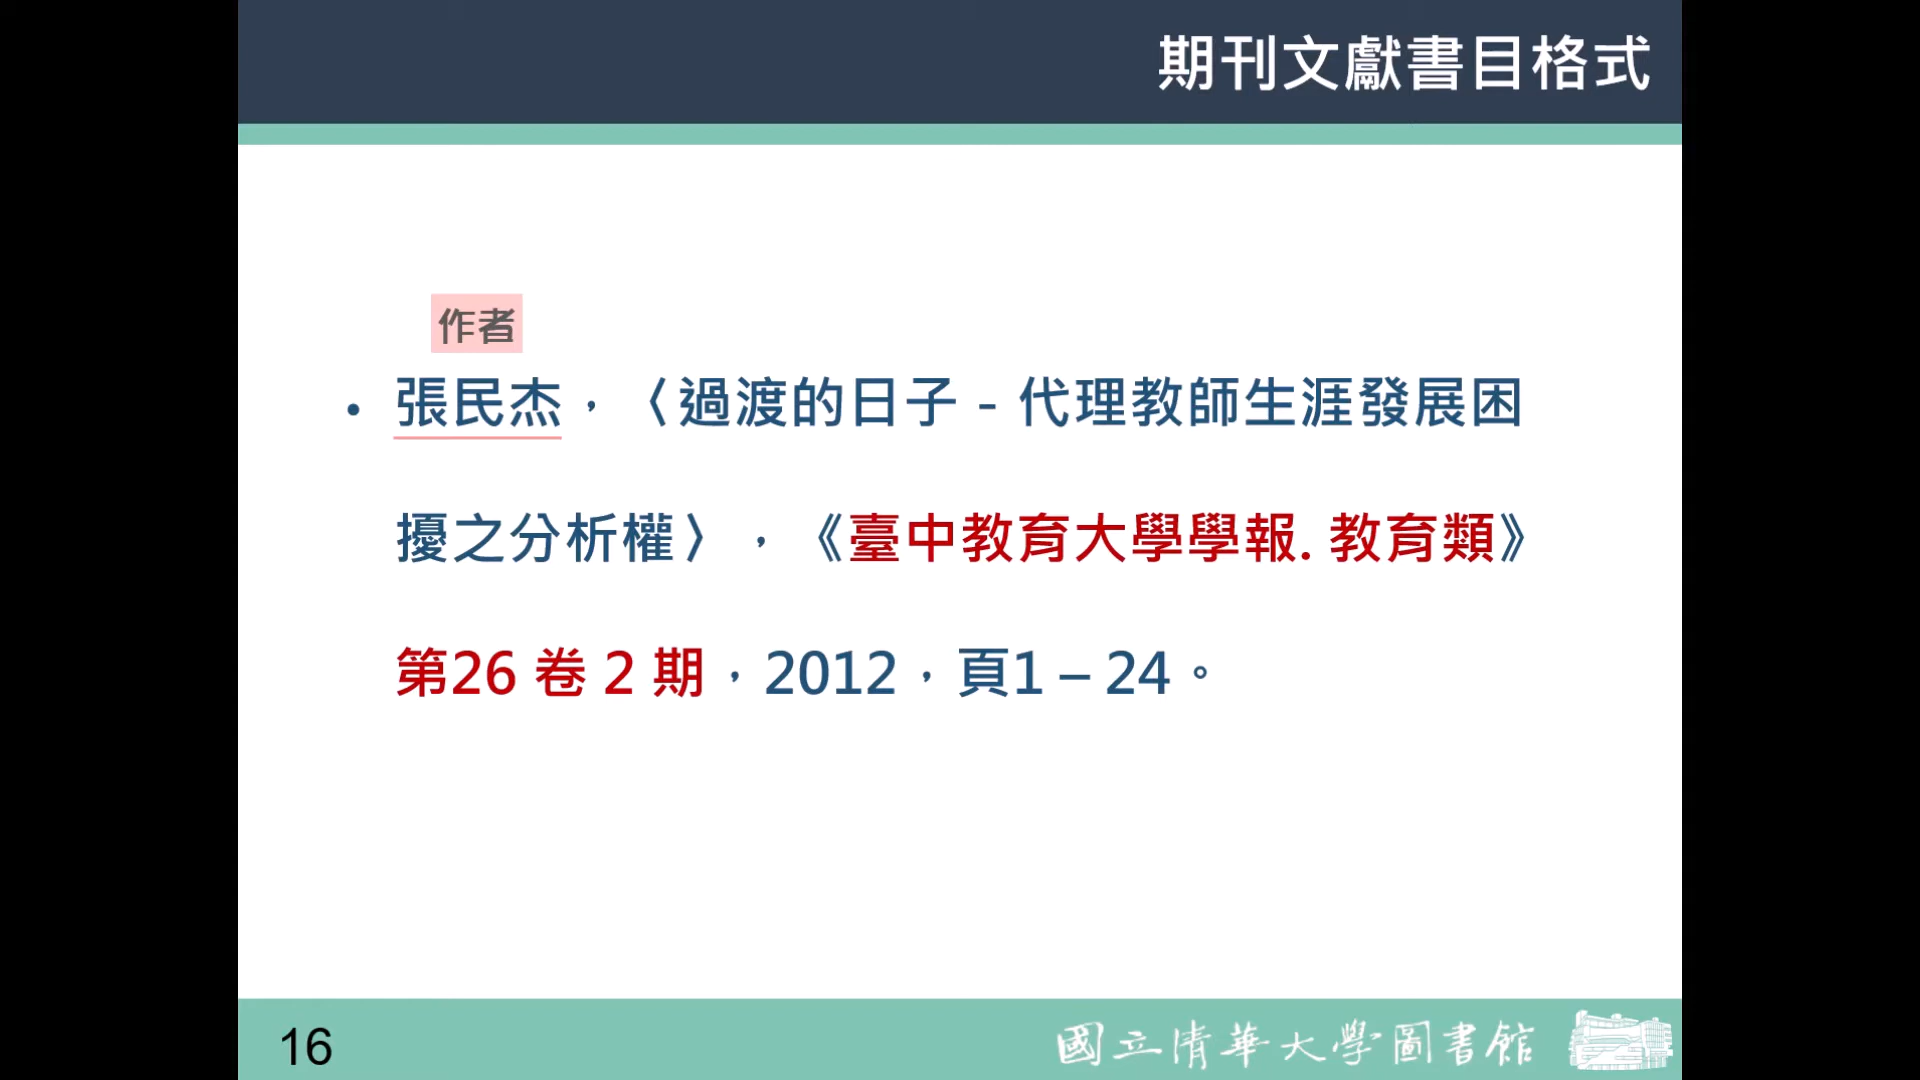 期刊文獻書目格式
作者
• 張民杰，〈過渡的日子－代理教師生涯發展困
擾之分析權〉，《臺中教育大學學報. 教育類》
第26 卷 2 期，2012，頁1 – 24。
16
國立清華大學圖書館